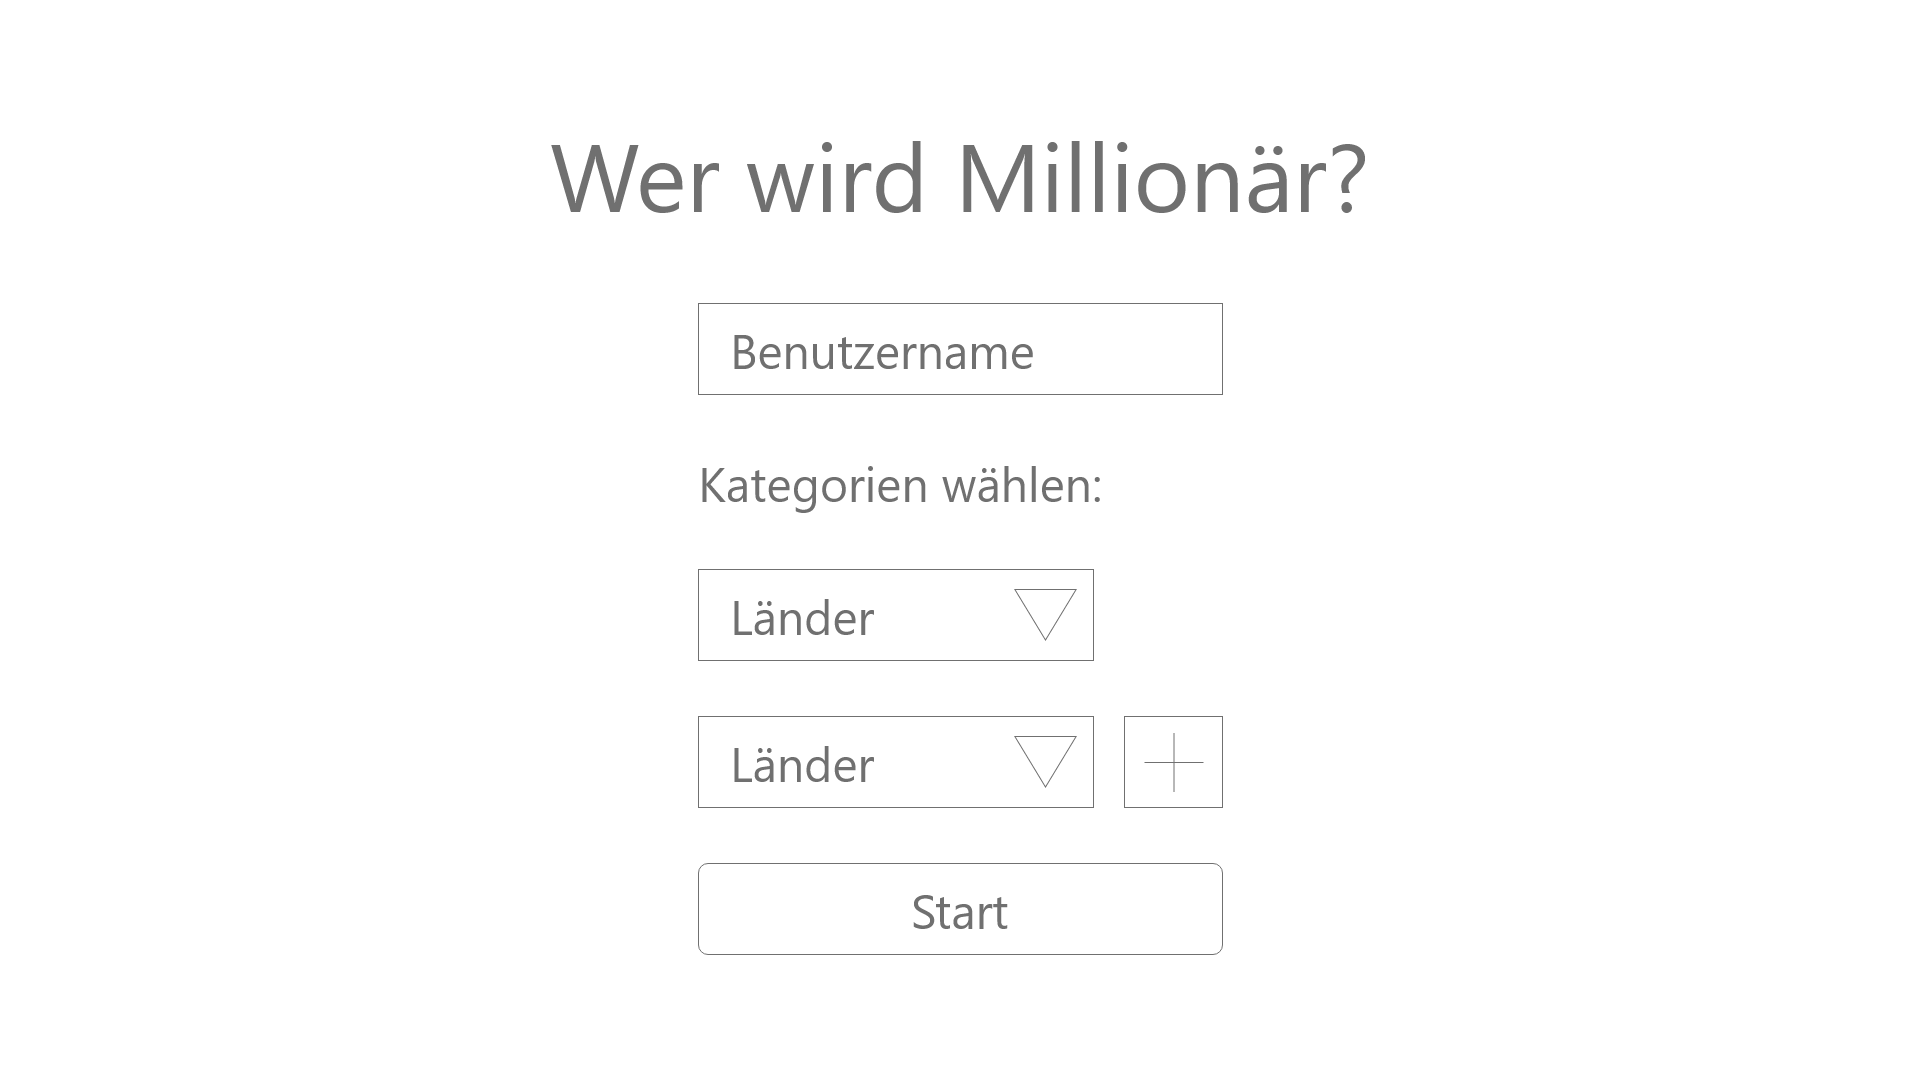 Wer wird Millionär?
Benutzername
Kategorien wählen:
Länder
Länder
Start